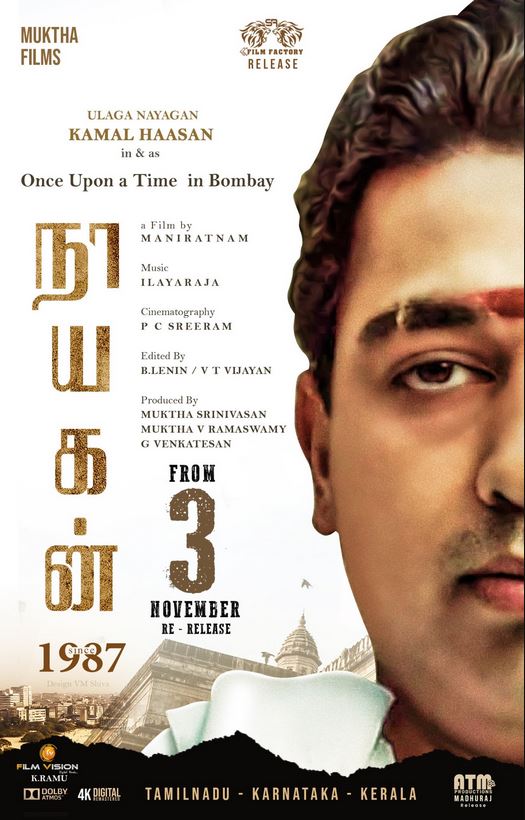 MUKTHA
FILMS
SR
FILM FACTORY
RELEASE
ULAGA NAYAGAN
KAMAL HAASAN
in & as
Once Upon a Time in Bombay
நா
ய
க
ன்
a Film by
MANIRATNAM
Music
ILAYARAJA
Cinematography
P C SREERAM
Edited By
B.LENIN / V T VIJAYAN
Produced By
MUKTHA SRINIVASAN
MUKTHA V RAMASWAMY
G VENKATESAN
FROM
3
NOVEMBER
RE - RELEASE
since
1987
Design VM Shiva
FILM VISION
K.RAMU
DOLBY
ATMOS
4K DIGITAL
REMASTERED
TAMILNADU - KARNATAKA - KERALA
ATM
PRODUCTIONS
MADHURAJ
Release